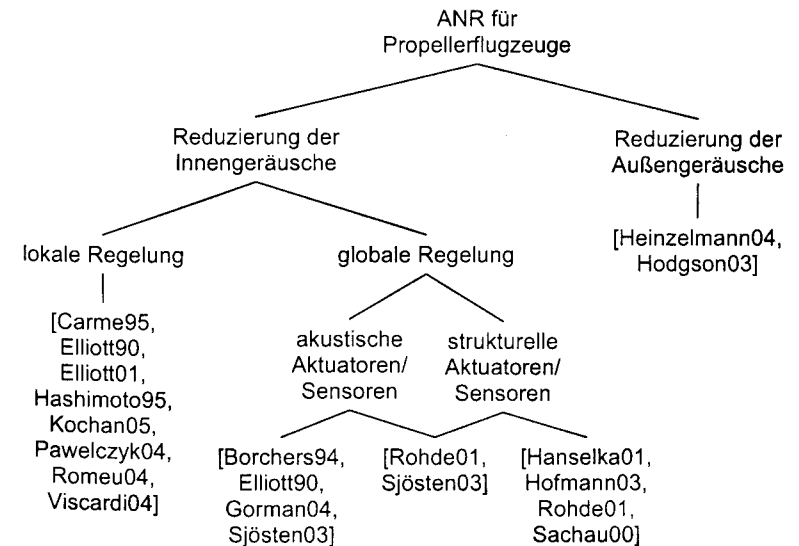 ANR für
Propellerflugzeuge
Reduzierung der
Innengeräusche
Reduzierung der
Außengeräusche
[Heinzelmann04,
Hodgson03]
lokale Regelung
globale Regelung
[Carme95,
Elliott90,
Elliott01,
Hashimoto95,
Kochan05,
Pawelczyk04,
Romeu04,
Viscardi04]
akustische
Aktuatoren/
Sensoren
strukturelle
Aktuatoren/
Sensoren
[Borchers94,
Elliott90,
Gorman04,
Sjösten03]
[Rohde01,
Sjösten03]
[Hanselka01,
Hofmann03,
Rohde01,
Sachau00]